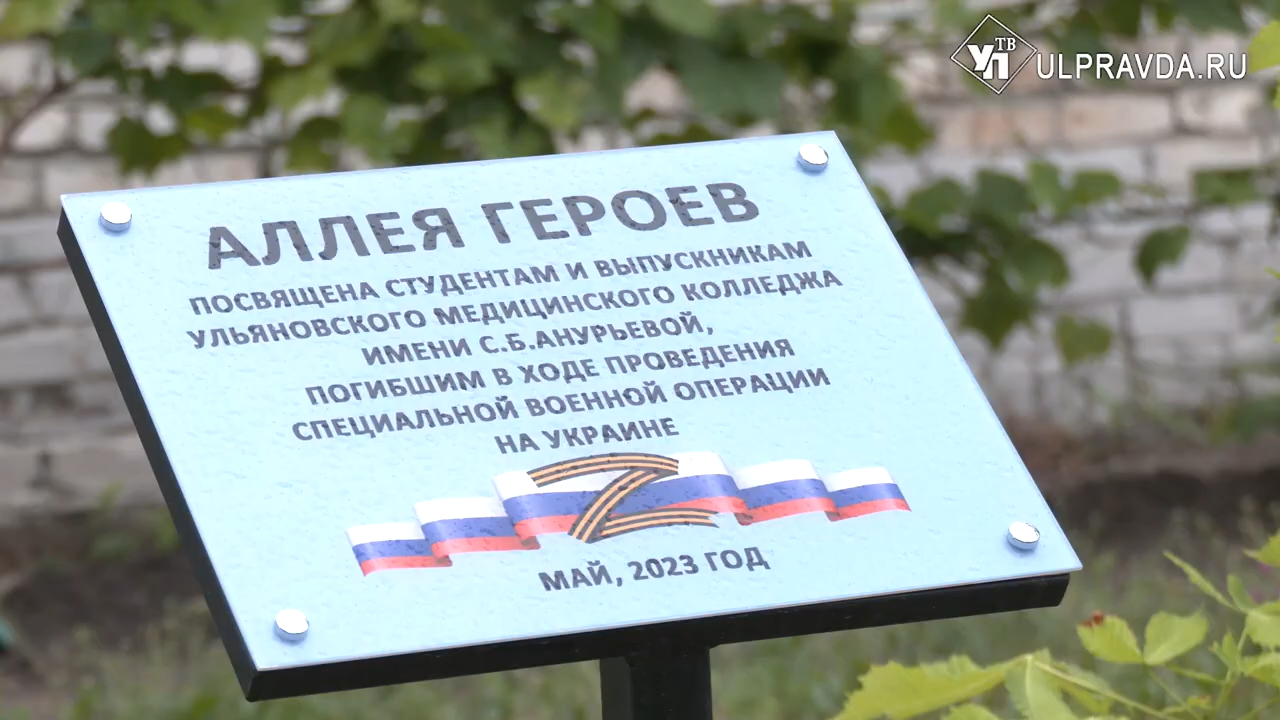 УП ТВ ULPRAVDA.RU
АЛЛЕЯ ГЕРОЕВ
ПОСВЯЩЕНА СТУДЕНТАМ И ВЫПУСКНИКАМ
УЛЬЯНОВСКОГО МЕДИЦИНСКОГО КОЛЛЕДЖА
ИМЕНИ С.Б.АНУРЬЕВОЙ,
ПОГИБШИМ В ХОДЕ ПРОВЕДЕНИЯ
СПЕЦИАЛЬНОЙ ВОЕННОЙ ОПЕРАЦИИ
НА УКРАИНЕ
Z
МАЙ, 2023 ГОД